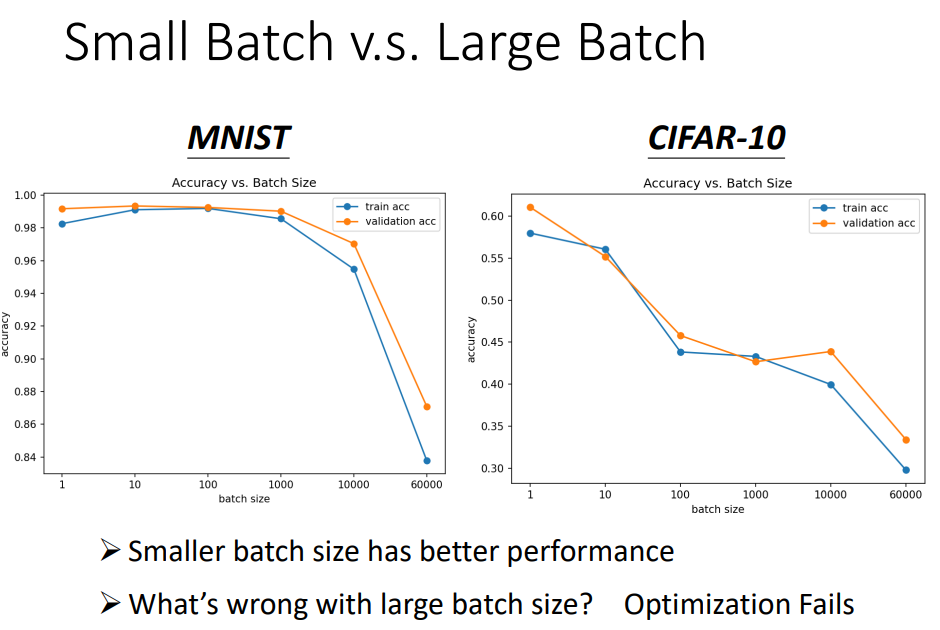 Small Batch v.s. Large Batch
MNIST
CIFAR-10
Accuracy vs. Batch Size
train acc
validation acc
1.00
0.98
0.96
0.94
0.92
0.90
0.88
0.86
0.84
accuracy
1 10 100 1000 10000 60000
batch size
Accuracy vs. Batch Size
train acc
validation acc
0.60
0.55
0.50
0.45
0.40
0.35
0.30
accuracy
1 10 100 1000 10000 60000
batch size
➢ Smaller batch size has better performance
➢ What's wrong with large batch size? Optimization Fails